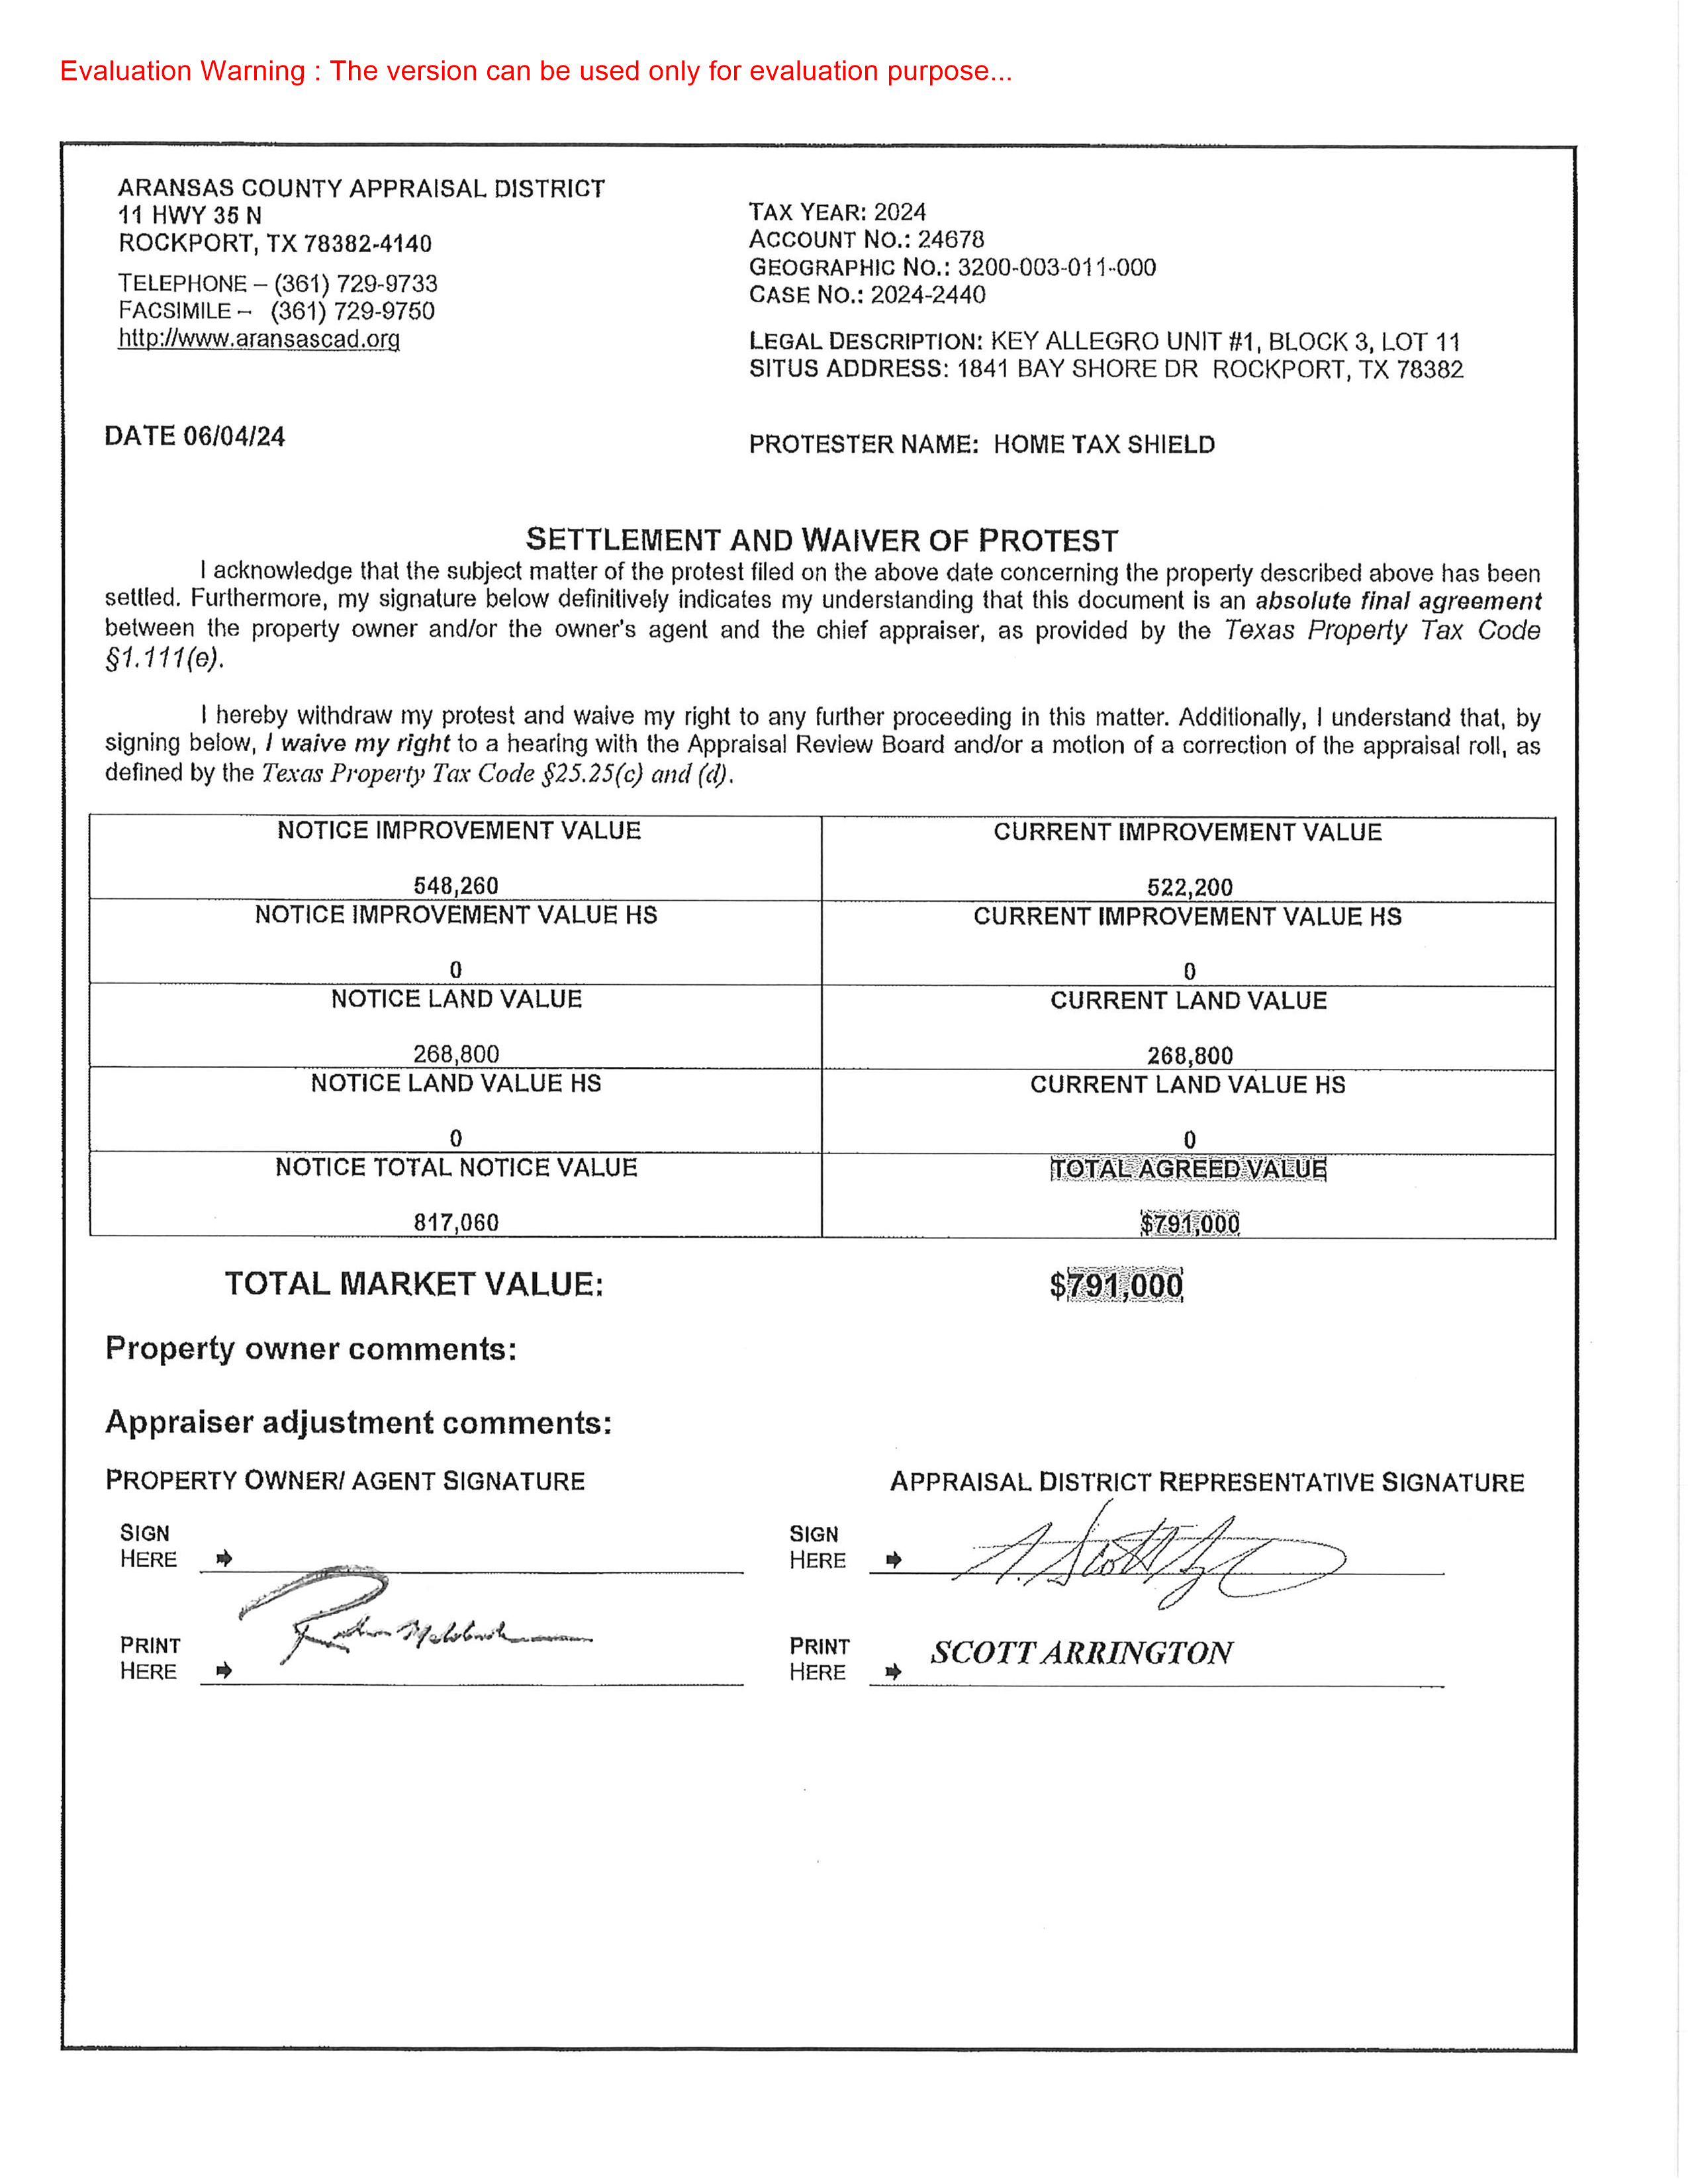 Evaluation Warning : The version can be used only for evaluation purpose...
ARANSAS COUNTY APPRAISAL DISTRICT
11 HWY 35 N
ROCKPORT, TX 78382-4140
TELEPHONE – (361) 729-9733
FACSIMILE – (361) 729-9750
http://www.aransascad.org
TAX YEAR: 2024
ACCOUNT NO.: 24678
GEOGRAPHIC NO.: 3200-003-011-000
CASE NO.: 2024-2440
LEGAL DESCRIPTION: KEY ALLEGRO UNIT #1, BLOCK 3, LOT 11
SITUS ADDRESS: 1841 BAY SHORE DR ROCKPORT, TX 78382
DATE 06/04/24
PROTESTER NAME: HOME TAX SHIELD
SETTLEMENT AND WAIVER OF PROTEST
I acknowledge that the subject matter of the protest filed on the above date concerning the property described above has been
settled. Furthermore, my signature below definitively indicates my understanding that this document is an absolute final agreement
between the property owner and/or the owner's agent and the chief appraiser, as provided by the Texas Property Tax Code
§1.111(e).
I hereby withdraw my protest and waive my right to any further proceeding in this matter. Additionally, I understand that, by
signing below, I waive my right to a hearing with the Appraisal Review Board and/or a motion of a correction of the appraisal roll, as
defined by the Texas Property Tax Code §25.25(c) and (d).
NOTICE IMPROVEMENT VALUE
548,260
CURRENT IMPROVEMENT VALUE
522,200
NOTICE IMPROVEMENT VALUE HS
0
CURRENT IMPROVEMENT VALUE HS
0
NOTICE LAND VALUE
268,800
CURRENT LAND VALUE
268,800
NOTICE LAND VALUE HS
0
CURRENT LAND VALUE HS
0
NOTICE TOTAL NOTICE VALUE
817,060
TOTAL AGREED VALUE
$791,000
TOTAL MARKET VALUE: $791,000
Property owner comments:
Appraiser adjustment comments:
PROPERTY OWNER/ AGENT SIGNATURE
SIGN
HERE
PRINT
HERE
APPRAISAL DISTRICT REPRESENTATIVE SIGNATURE
SIGN
HERE
PRINT
HERE
SCOTT ARRINGTON